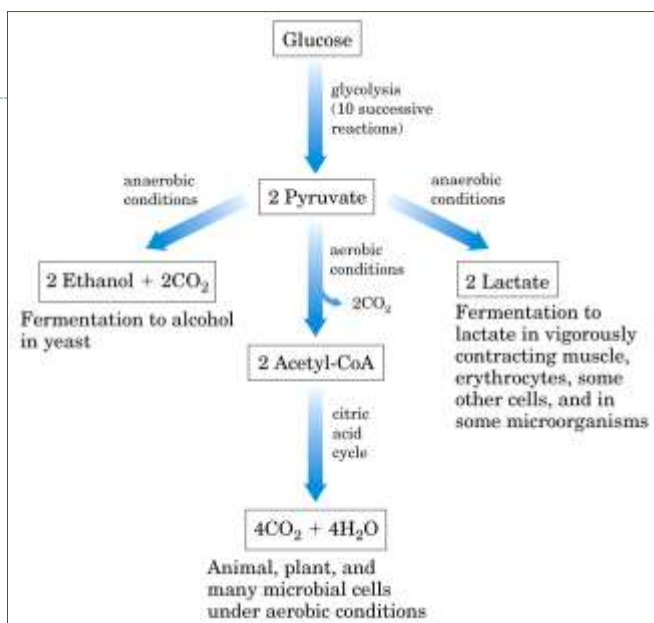 Glucose
glycolysis
(10 successive
reactions)
anaerobic
conditions
2 Pyruvate
anaerobic
conditions
2 Ethanol + 2CO₂
Fermentation to alcohol
in yeast
aerobic
conditions
2CO₂
2 Lactate
Fermentation to
lactate in vigorously
contracting muscle,
erythrocytes, some
other cells, and in
some microorganisms
2 Acetyl-CoA
citric
acid
cycle
4CO₂ + 4H₂O
Animal, plant, and
many microbial cells
under aerobic conditions